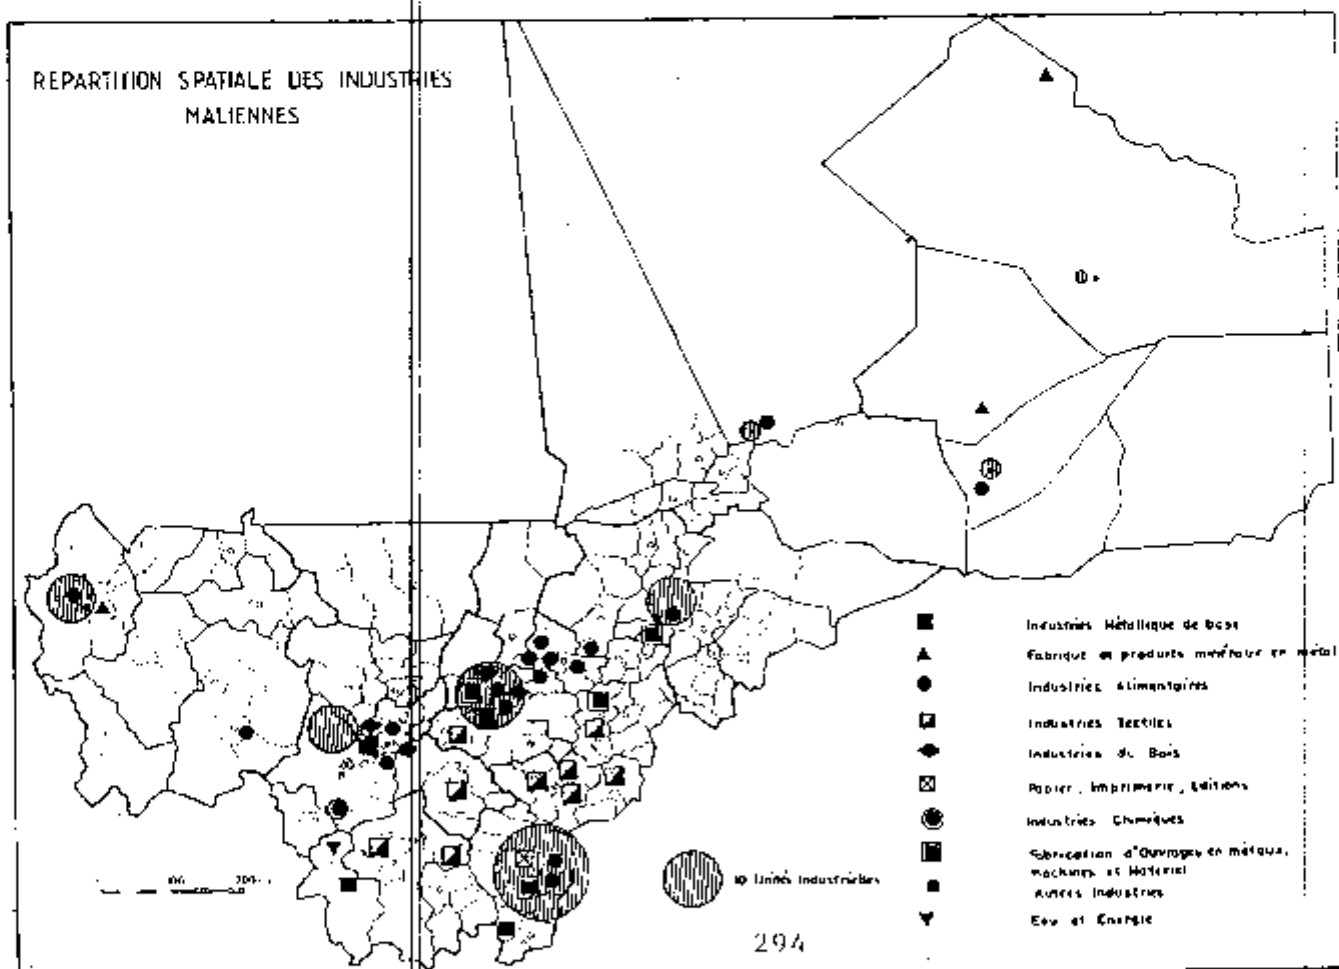 REPARTITION SPATIALE DES INDUSTRIES
MALIENNES
Industries Métallique de base
Fabrique de produits minéraux en métal
Industries Alimentaires
Industries Textiles
Industries du Bois
Papier, Imprimerie, Editions
Industries Chimiques
Fabrication d'Ouvrages en métaux,
machines et Matériel
Autres Industries
Eau et Energie
10 Unités Industrielles
100 200
294